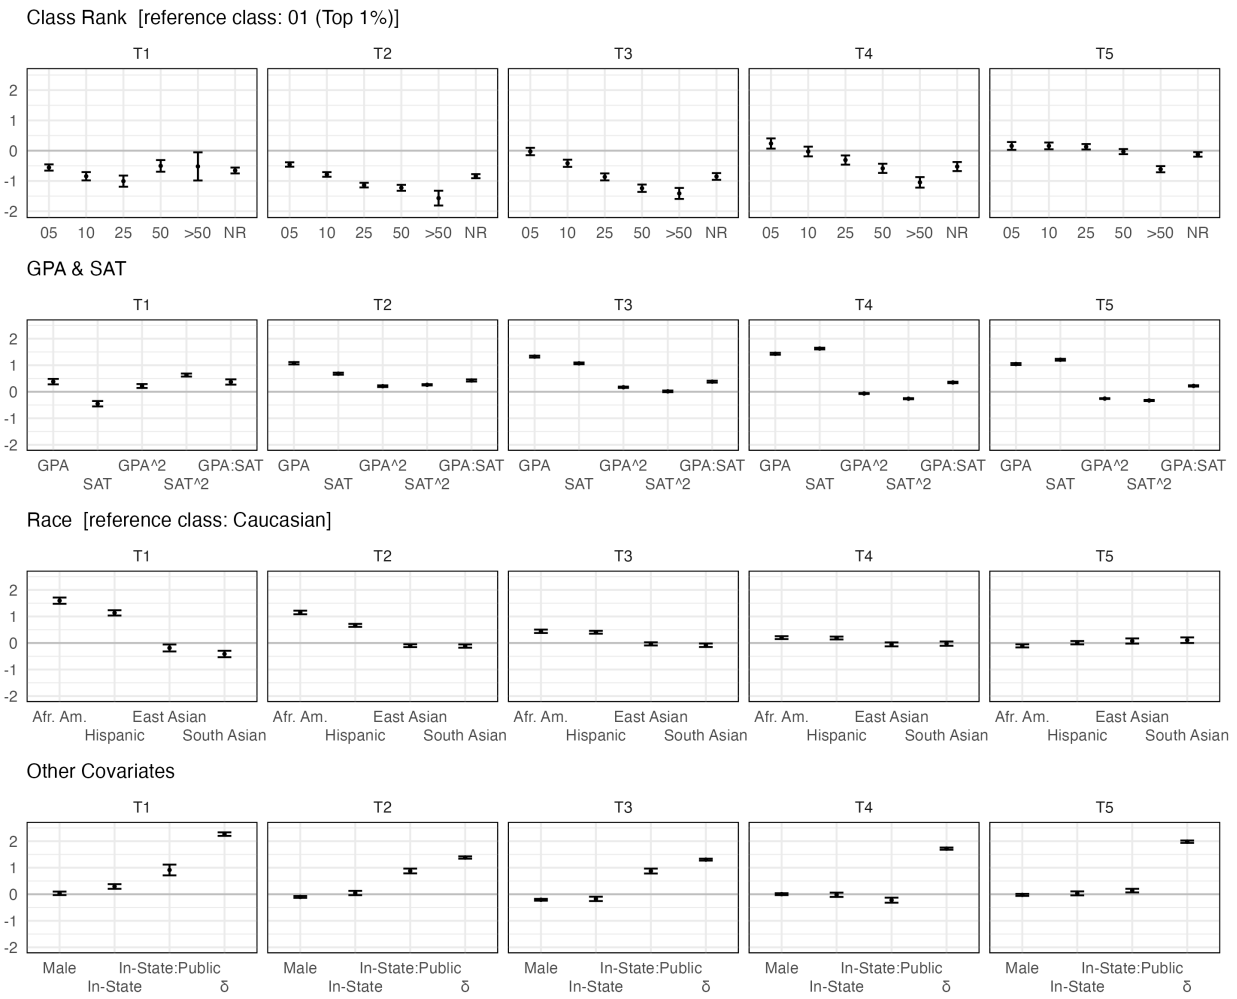 Class Rank  [reference class: 01 (Top 1%)]
T1 T2 T3 T4 T5
2
1
0
-1
-2
05 10 25 50 >50 NR 05 10 25 50 >50 NR 05 10 25 50 >50 NR 05 10 25 50 >50 NR 05 10 25 50 >50 NR
GPA & SAT
T1 T2 T3 T4 T5
2
1
0
-1
-2
GPA GPA^2 GPA:SAT GPA GPA^2 GPA:SAT GPA GPA^2 GPA:SAT GPA GPA^2 GPA:SAT GPA GPA^2 GPA:SAT
SAT SAT^2 SAT SAT^2 SAT SAT^2 SAT SAT^2 SAT SAT^2
Race  [reference class: Caucasian]
T1 T2 T3 T4 T5
2
1
0
-1
-2
Afr. Am. East Asian Afr. Am. East Asian Afr. Am. East Asian Afr. Am. East Asian Afr. Am. East Asian
Hispanic South Asian Hispanic South Asian Hispanic South Asian Hispanic South Asian Hispanic South Asian
Other Covariates
T1 T2 T3 T4 T5
2
1
0
-1
-2
Male In-State:Public Male In-State:Public Male In-State:Public Male In-State:Public Male In-State:Public
In-State δ In-State δ In-State δ In-State δ In-State δ